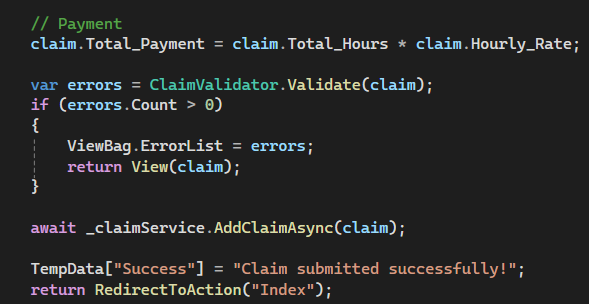 // Payment
claim.Total_Payment = claim.Total_Hours * claim.Hourly_Rate;
var errors = ClaimValidator.Validate(claim);
if (errors.Count > 0)
{
ViewBag.ErrorList = errors;
return View(claim);
}
await _claimService.AddClaimAsync(claim);
TempData["Success"] = "Claim submitted successfully!";
return RedirectToAction("Index");